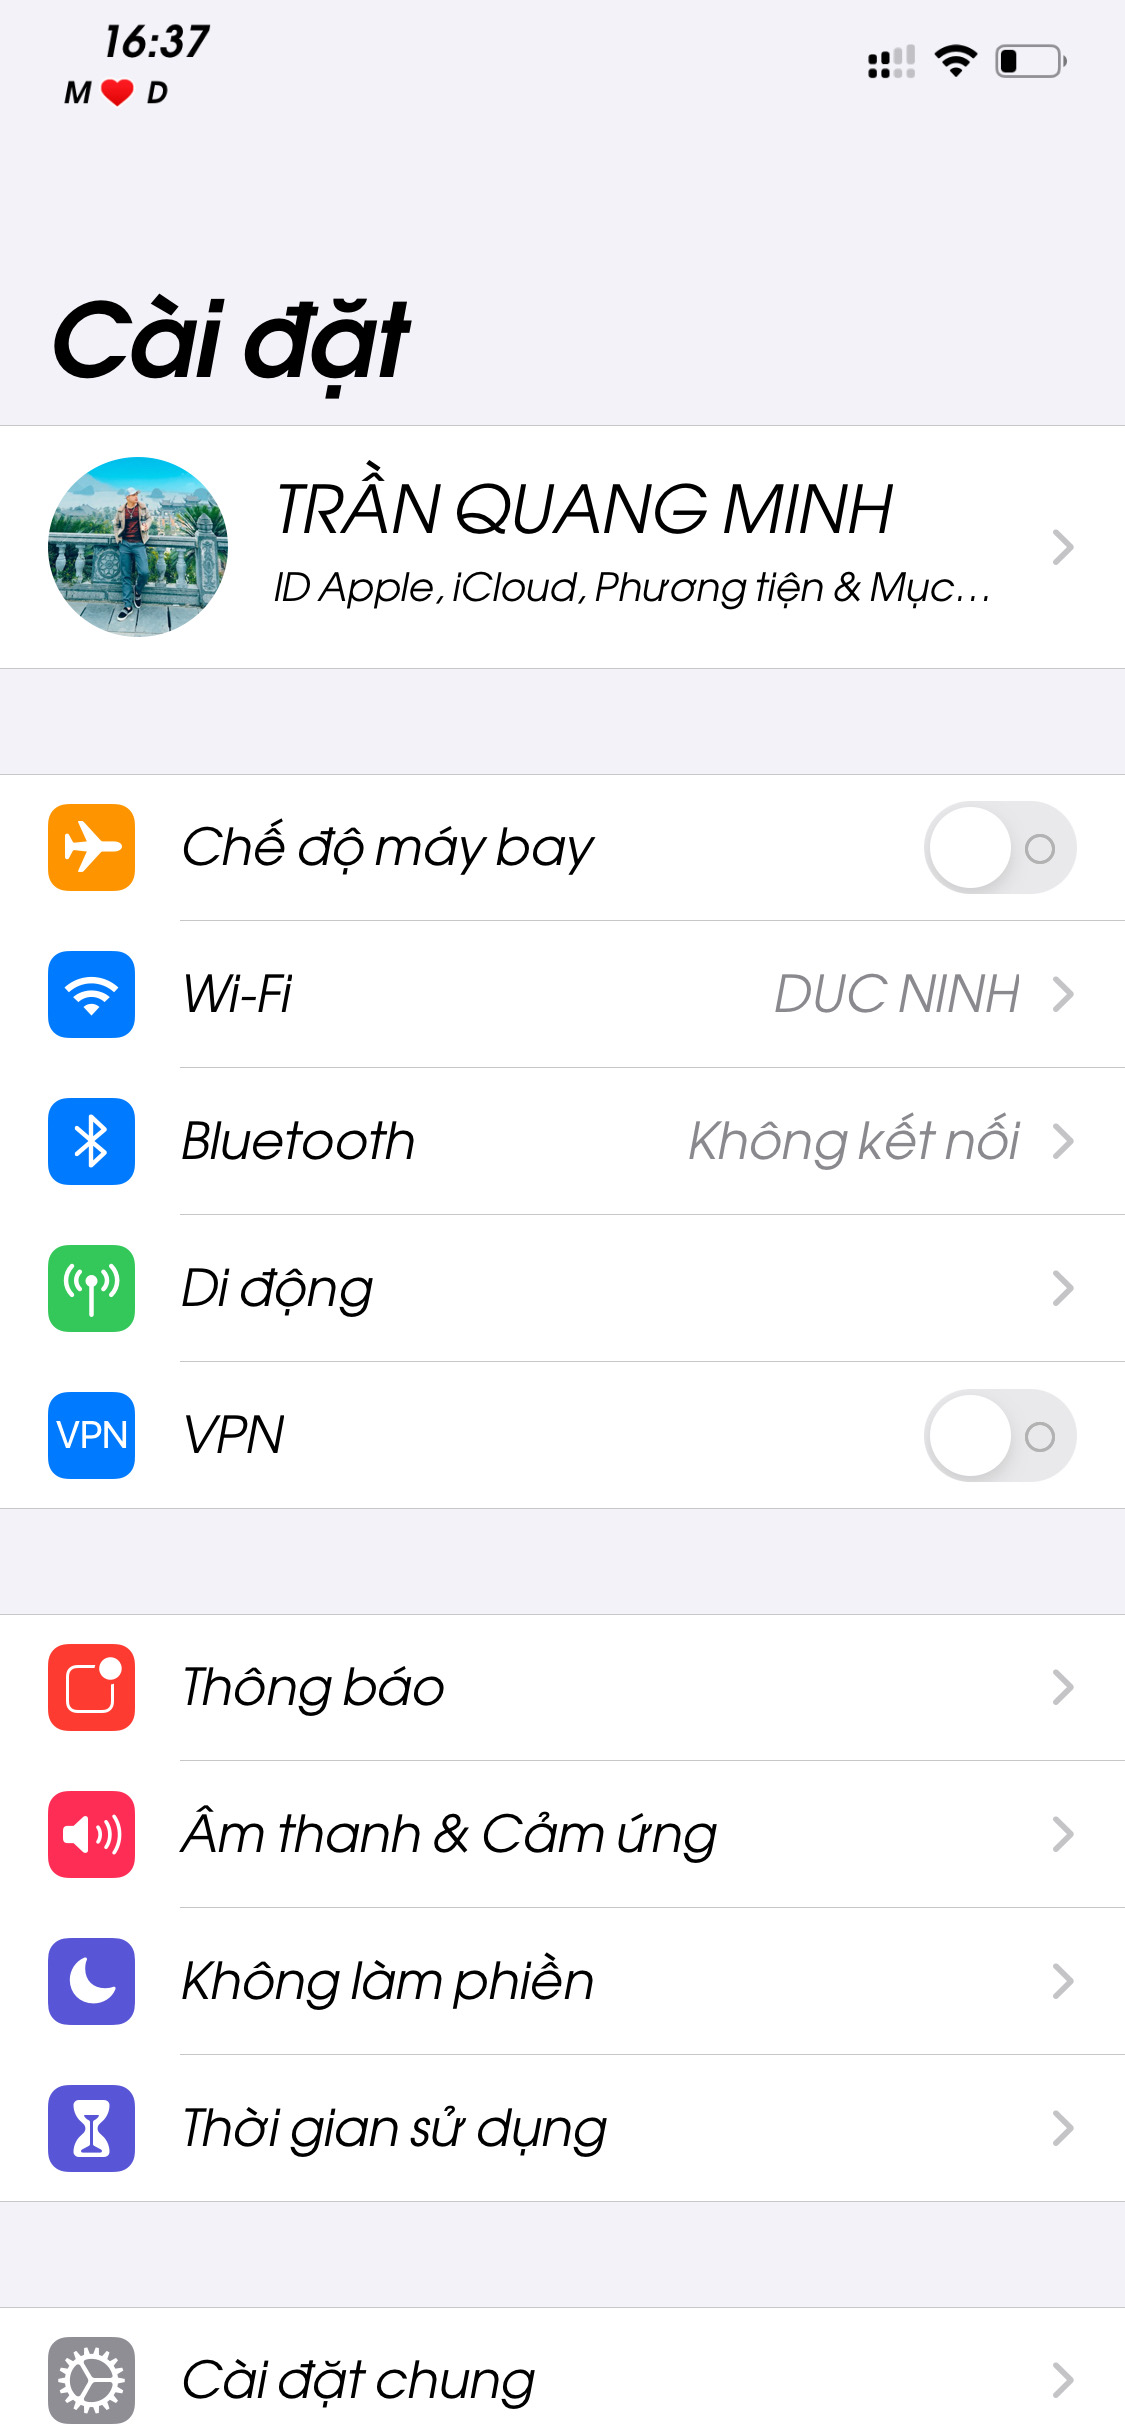 16:37
M ❤️ D
Cài đặt
TRẦN QUANG MINH
ID Apple, iCloud, Phương tiện & Mục...
Chế độ máy bay
Wi-Fi DUC NINH
Bluetooth Không kết nối
Di động
VPN VPN
Thông báo
Âm thanh & Cảm ứng
Không làm phiền
Thời gian sử dụng
Cài đặt chung